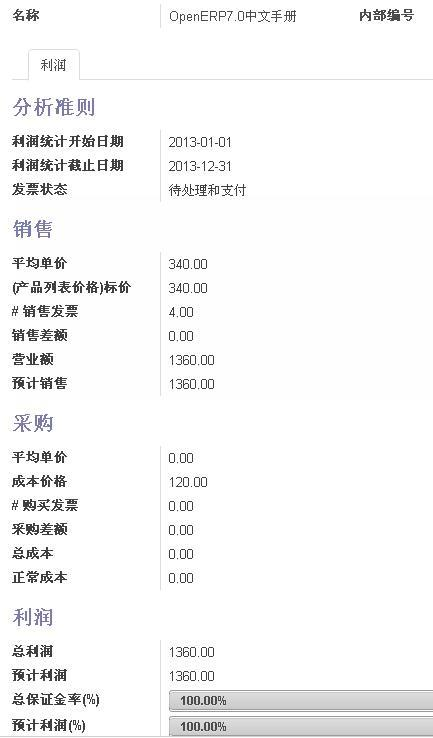 名称 OpenERP7.0中文手册 内部编号
利润
分析准则
利润统计开始日期 2013-01-01
利润统计截止日期 2013-12-31
发票状态 待处理和支付
销售
平均单价 340.00
(产品列表价格)标价 340.00
# 销售发票 4.00
销售差额 0.00
营业额 1360.00
预计销售 1360.00
采购
平均单价 0.00
成本价格 120.00
# 购买发票 0.00
采购差额 0.00
总成本 0.00
正常成本 0.00
利润
总利润 1360.00
预计利润 1360.00
总保证金率(%) 100.00%
预计利润(%) 100.00%